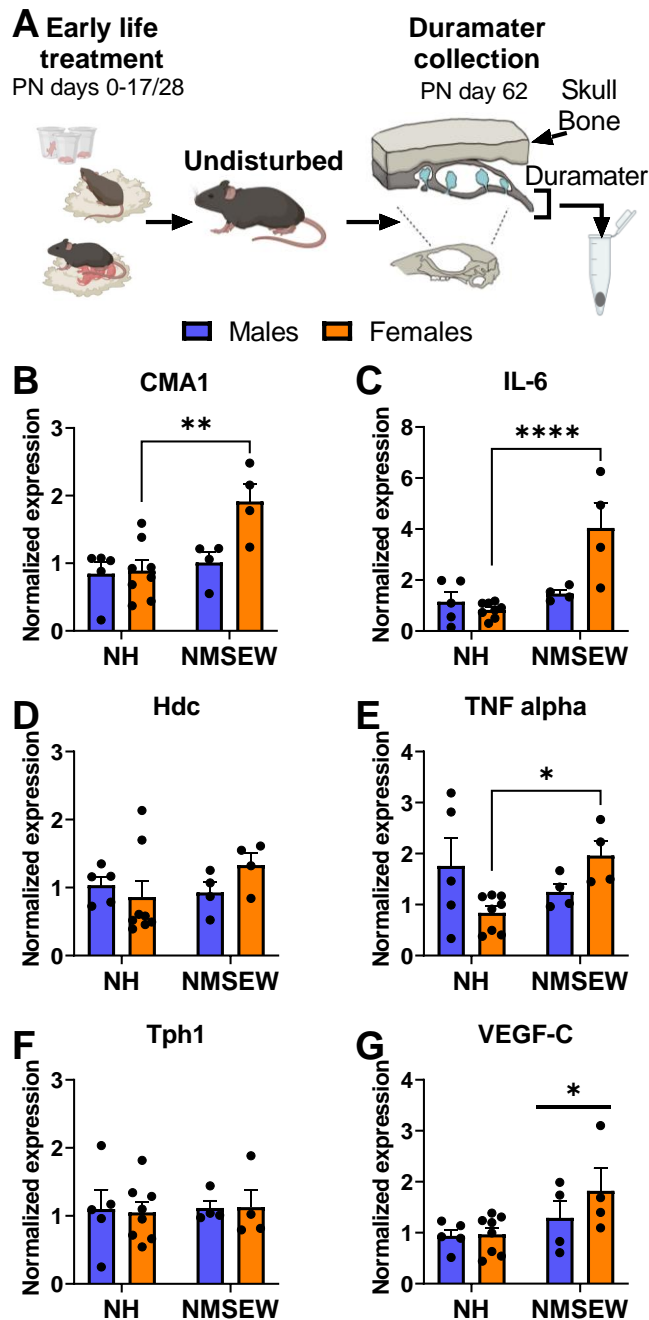 A Early life treatment
PN days 0-17/28
Undisturbed
Duramater collection
PN day 62
Skull Bone
Duramater
Males Females
B CMA1
Normalized expression
3
2
1
0
**
NH NMSEW
C IL-6
Normalized expression
8
6
4
2
0
****
NH NMSEW
D Hdc
Normalized expression
3
2
1
0
NH NMSEW
E TNF alpha
Normalized expression
4
3
2
1
0
*
NH NMSEW
F Tph1
Normalized expression
3
2
1
0
NH NMSEW
G VEGF-C
Normalized expression
4
3
2
1
0
*
NH NMSEW